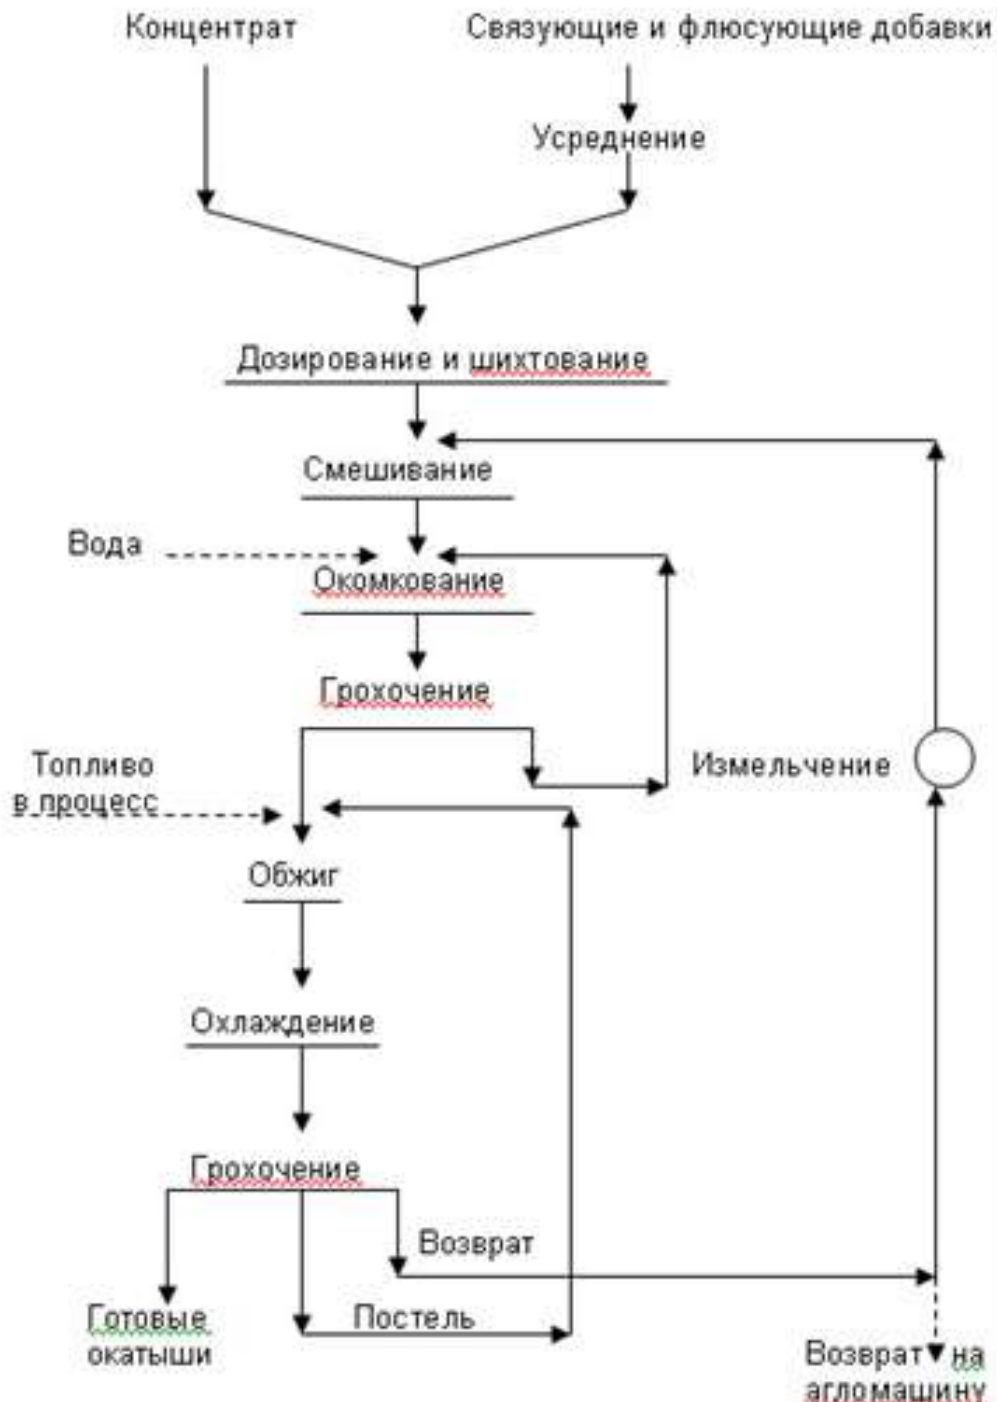 Концентрат
Связующие и флюсующие добавки
Усреднение
Дозирование и шихтование
Смешивание
Вода
Окомкование
Грохочение
Топливо
в процесс
Измельчение
Обжиг
Охлаждение
Грохочение
Возврат
Готовые
окатыши
Постель
Возврат на
агломашину